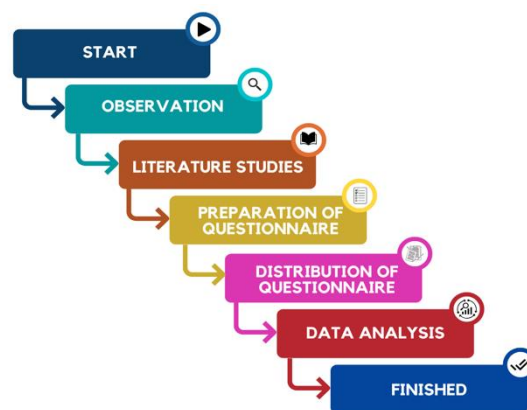 START
OBSERVATION
LITERATURE STUDIES
PREPARATION OF
QUESTIONNAIRE
DISTRIBUTION OF
QUESTIONNAIRE
DATA ANALYSIS
FINISHED